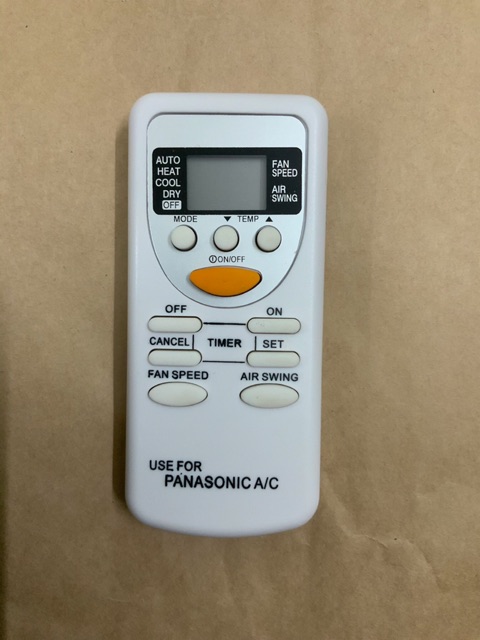 AUTO
HEAT
COOL
DRY
OFF
FAN
SPEED
AIR
SWING
MODE ▼ TEMP ▲
ON/OFF
OFF ON
CANCEL TIMER SET
FAN SPEED AIR SWING
USE FOR
PANASONIC A/C